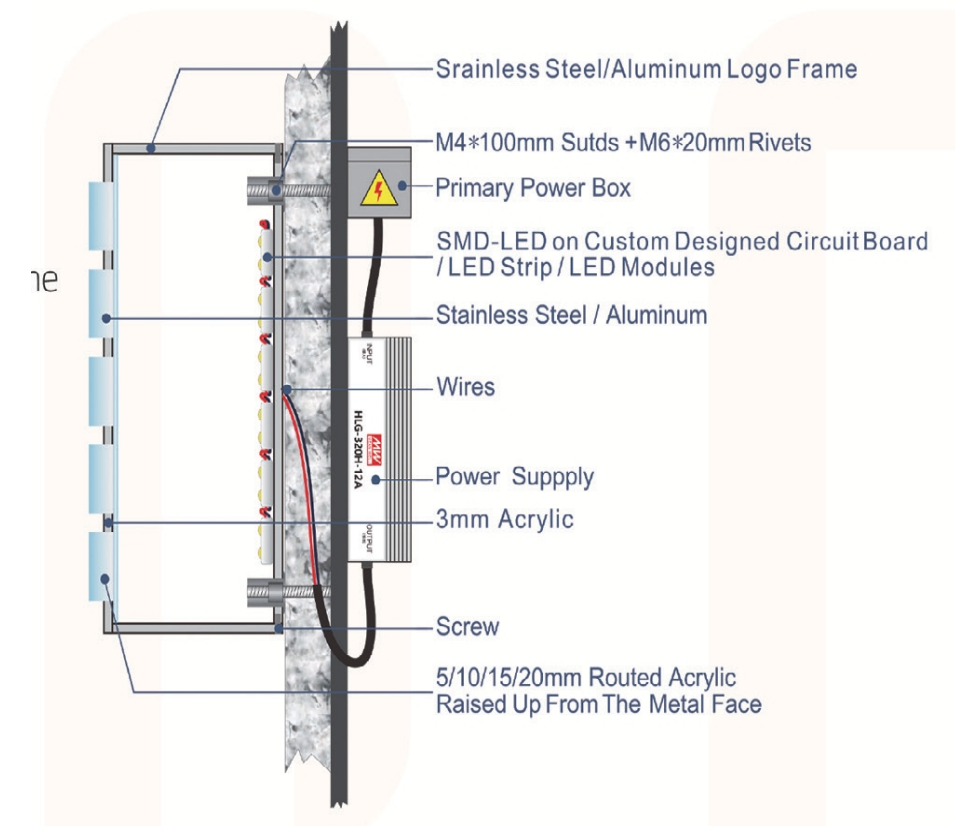 Srainless Steel/Aluminum Logo Frame
M4*100mm Sutds +M6*20mm Rivets
Primary Power Box
SMD-LED on Custom Designed Circuit Board
/ LED Strip / LED Modules
ne
Stainless Steel / Aluminum
INPUT
Wires
MW
HLG-320H-12A
Power Suppply
3mm Acrylic
OUTPUT
Screw
5/10/15/20mm Routed Acrylic
Raised Up From The Metal Face